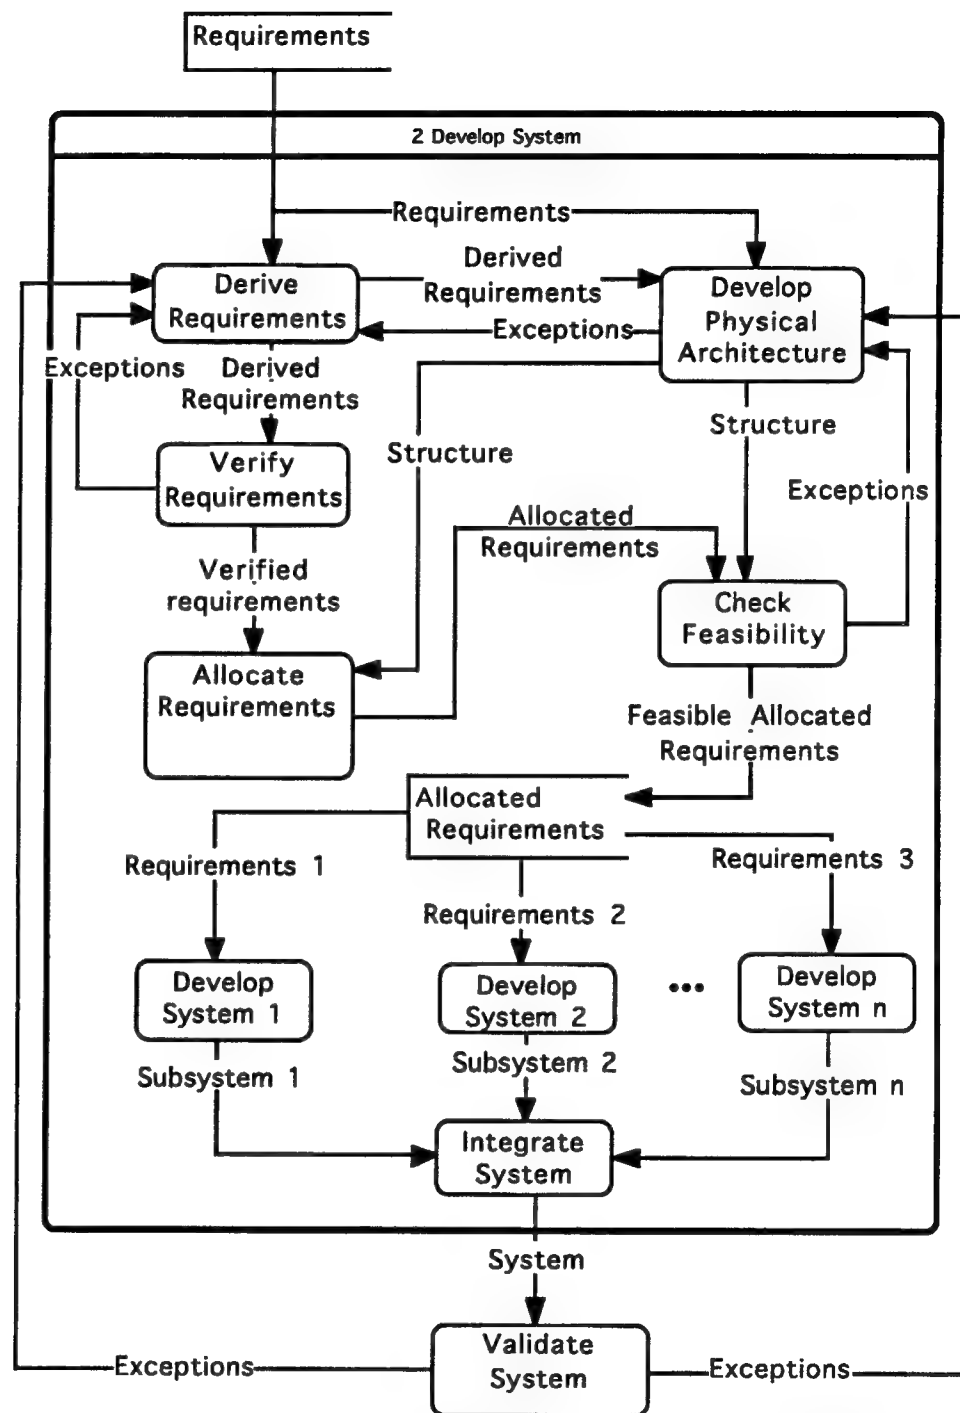 Requirements
2 Develop System
Requirements
Derived
Requirements
Derive
Requirements
Develop
Physical
Architecture
Exceptions
Exceptions
Derived
Requirements
Structure
Structure
Verify
Requirements
Exceptions
Allocated
Requirements
Verified
requirements
Check
Feasibility
Allocate
Requirements
Feasible Allocated
Requirements
Allocated
Requirements
Requirements 1
Requirements 2
Requirements 3
Develop
System 1
Develop
System 2
•••
Develop
System n
Subsystem 1
Subsystem 2
Subsystem n
Integrate
System
System
Validate
System
Exceptions
Exceptions